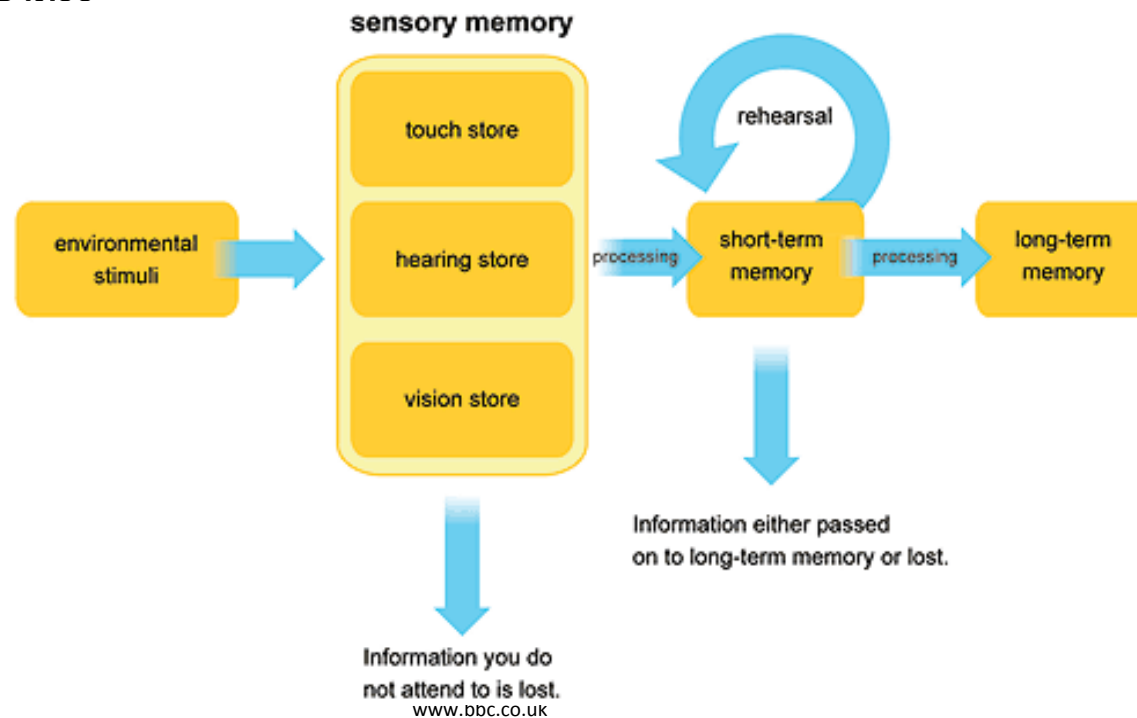 sensory memory
touch store
rehearsal
environmental
stimuli
hearing store
processing
short-term
memory
processing
long-term
memory
vision store
Information either passed
on to long-term memory or lost.
Information you do
not attend to is lost.
www.bbc.co.uk